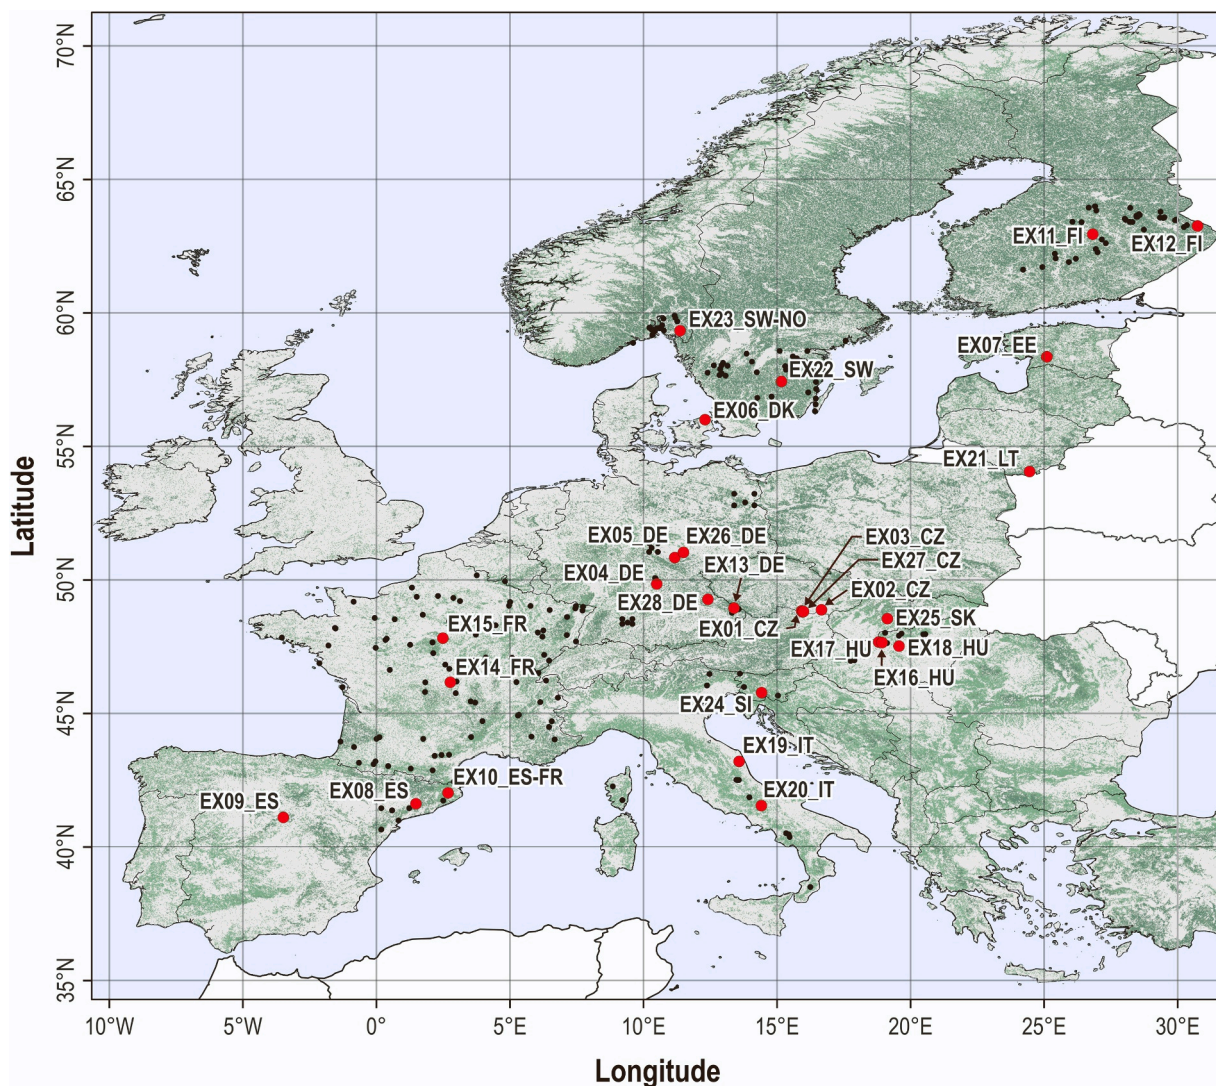 70°N
65°N
EX11_FI
EX12_FI
60°N
EX23_SW-NO
EX07_EE
EX22_SW
EX06_DK
55°N
EX21_LT
Latitude
EX05_DE
EX26_DE
EX03_CZ
EX13_DE
EX27_CZ
EX04_DE
50°N
EX28_DE
EX02_CZ
EX15_FR
EX01_CZ
EX25_SK
EX17_HU
EX18_HU
EX14_FR
EX16_HU
EX24_SI
45°N
EX19_IT
EX10_ES-FR
EX08_ES
EX09_ES
EX20_IT
40°N
35°N
10°W
5°W
0°
5°E
10°E
15°E
20°E
25°E
30°E
Longitude